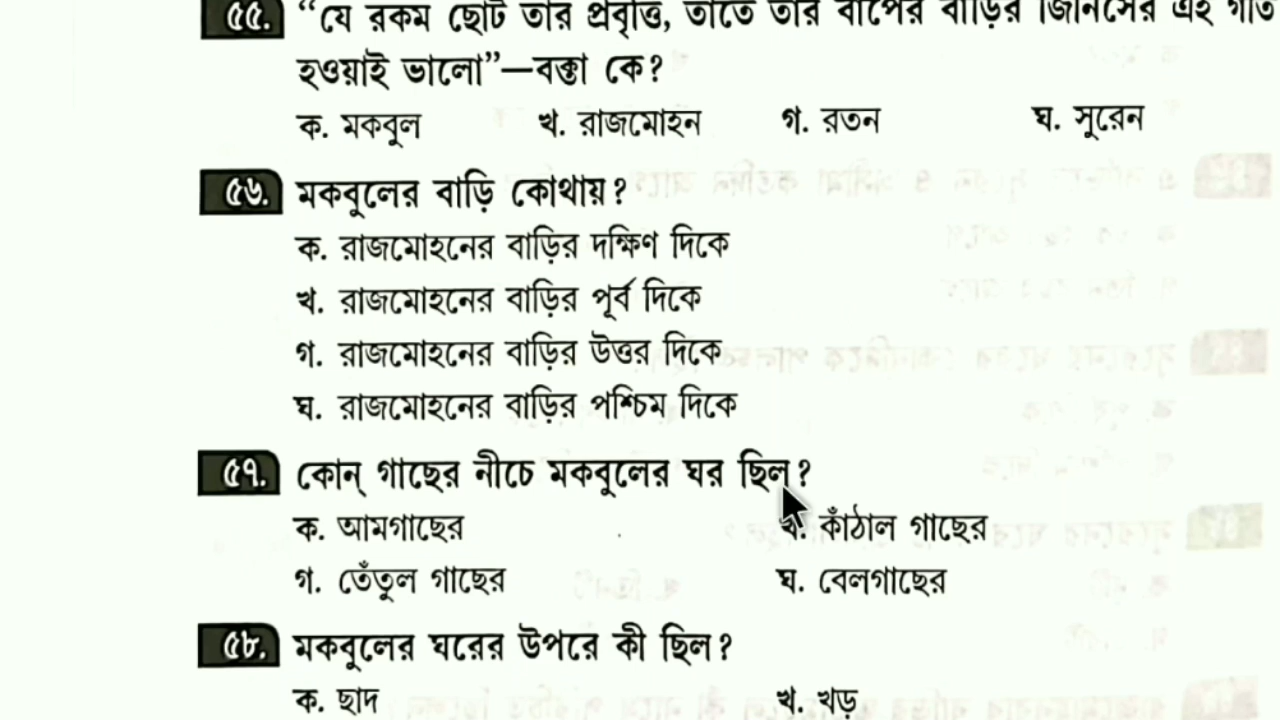 ৫৫. “যে রকম ছোট তার প্রবৃত্তি, তাতে তার বাপের বাড়ির জিনিসের এই গতি
হওয়াই ভালো”—বক্তা কে?
ক. মকবুল খ. রাজমোহন গ. রতন ঘ. সুরেন
৫৬. মকবুলের বাড়ি কোথায়?
ক. রাজমোহনের বাড়ির দক্ষিণ দিকে
খ. রাজমোহনের বাড়ির পূর্ব দিকে
গ. রাজমোহনের বাড়ির উত্তর দিকে
ঘ. রাজমোহনের বাড়ির পশ্চিম দিকে
৫৭. কোন্ গাছের নীচে মকবুলের ঘর ছিল?
ক. আমগাছের খ. কাঁঠাল গাছের
গ. তেঁতুল গাছের ঘ. বেলগাছের
৫৮. মকবুলের ঘরের উপরে কী ছিল?
ক. ছাদ খ. খড়